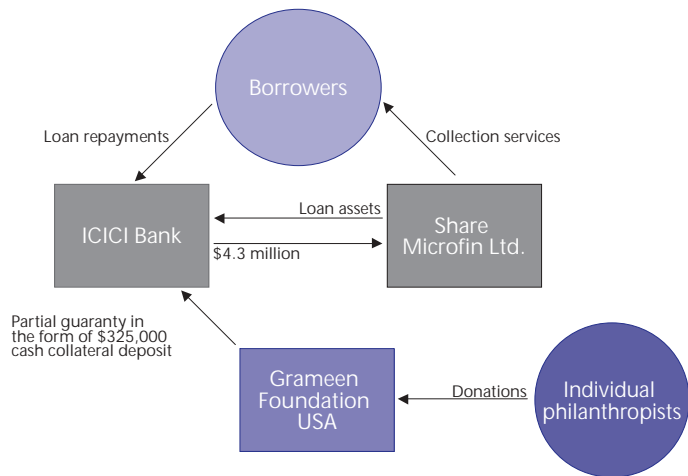 Borrowers
Loan repayments
Collection services
Loan assets
ICICI Bank
Share
Microfin Ltd.
$4.3 million
Partial guaranty in
the form of $325,000
cash collateral deposit
Grameen
Foundation
USA
Donations
Individual
philanthropists